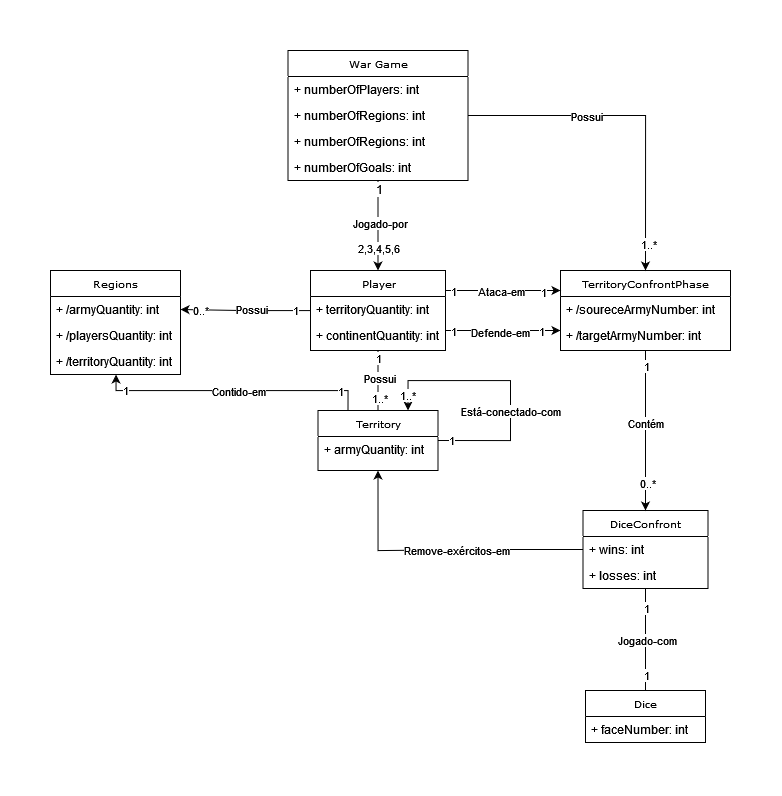 War Game
+ numberOfPlayers: int
+ numberOfRegions: int
+ numberOfRegions: int
+ numberOfGoals: int
Possui
1..*
1
Jogado-por
2,3,4,5,6
Regions
+ /armyQuantity: int
+ /playersQuantity: int
+ /territoryQuantity: int
0..*
Possui
1
Player
+ territoryQuantity: int
+ continentQuantity: int
1
Ataca-em
1
1
Defende-em
1
TerritoryConfrontPhase
+ /soureceArmyNumber: int
+ /targetArmyNumber: int
1
Possui
1..*
1
Contido-em
1
1..*
Está-conectado-com
1
Territory
+ armyQuantity: int
1
Contém
0..*
DiceConfront
+ wins: int
+ losses: int
Remove-exércitos-em
1
Jogado-com
1
Dice
+ faceNumber: int